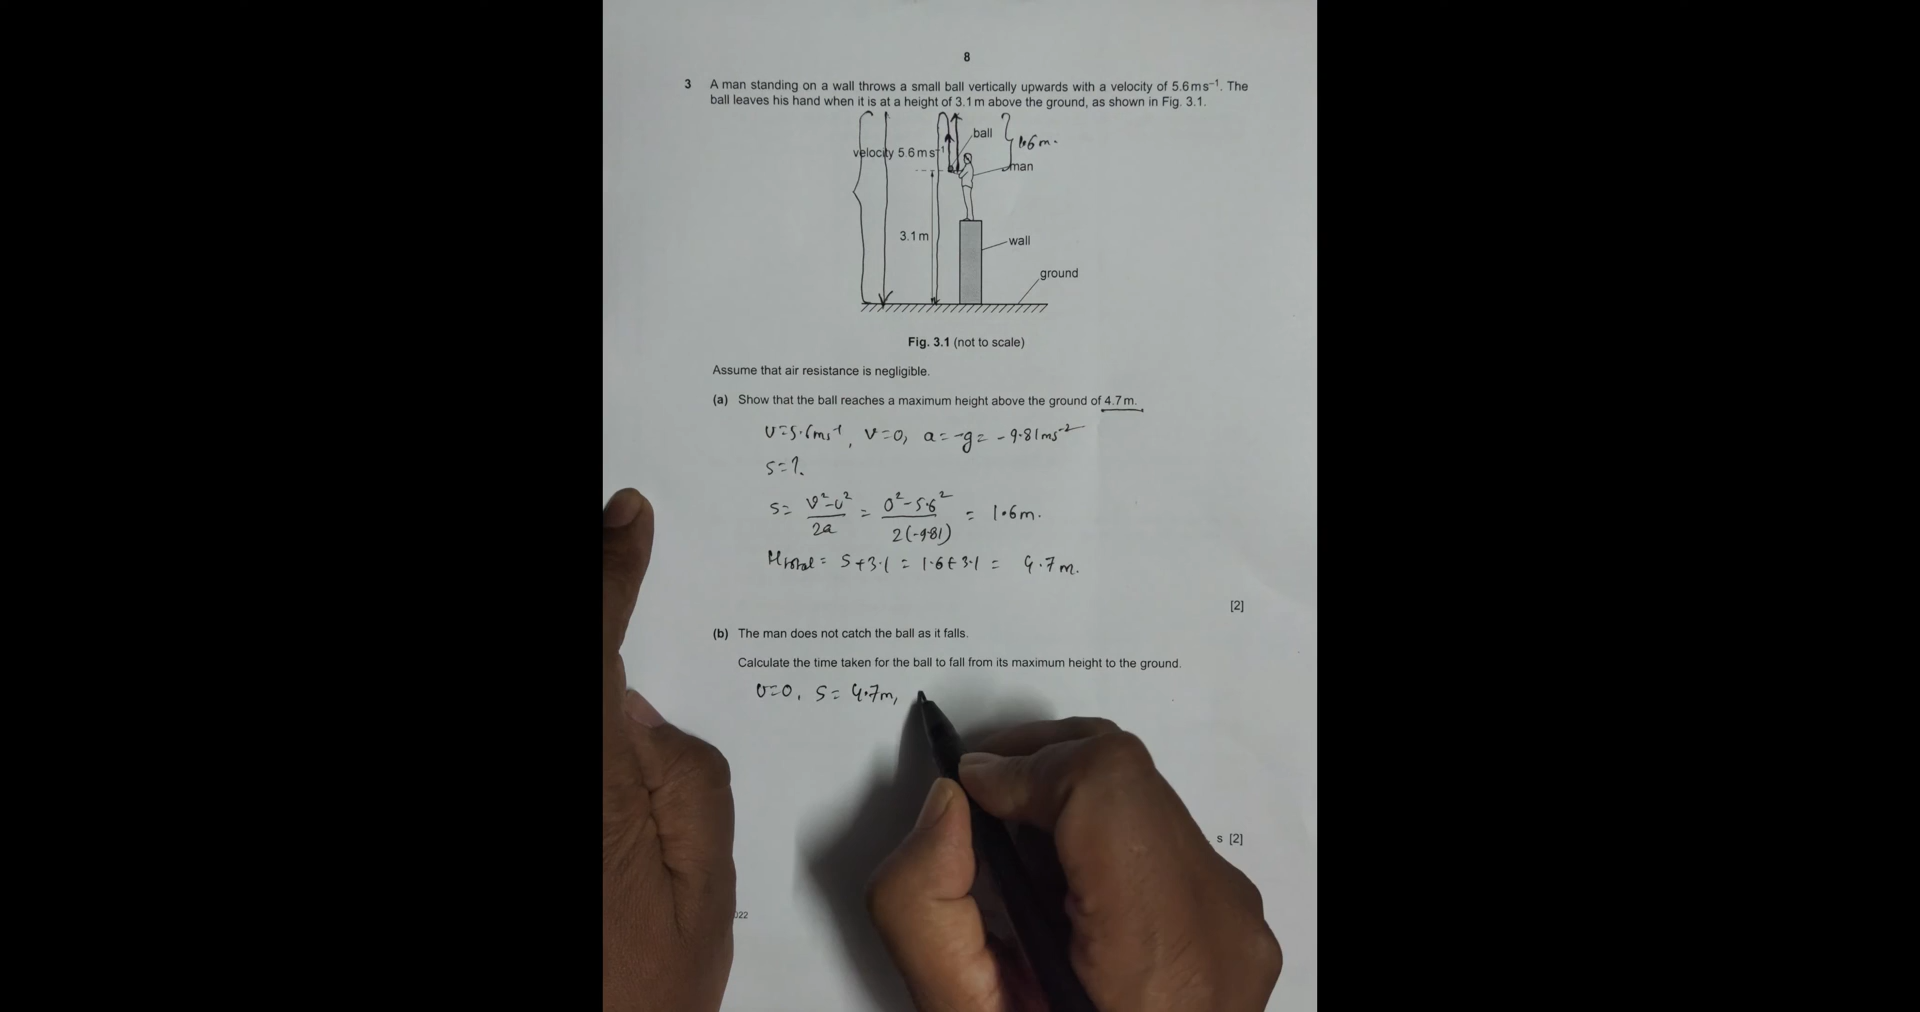 8
3 A man standing on a wall throws a small ball vertically upwards with a velocity of 5.6 m s⁻¹. The
ball leaves his hand when it is at a height of 3.1 m above the ground, as shown in Fig. 3.1.
ball
1.6m.
velocity 5.6 m s⁻¹
man
3.1 m
wall
ground
Fig. 3.1 (not to scale)
Assume that air resistance is negligible.
(a) Show that the ball reaches a maximum height above the ground of 4.7 m.
U=5.6ms⁻¹, V=0, a=-g= -9.81ms⁻²
S=?.
S= V²-U²/2a = 0²-5.6²/2(-9.81) = 1.6m.
Htotal = S+3.1 = 1.6+3.1 = 4.7m.
[2]
(b) The man does not catch the ball as it falls.
Calculate the time taken for the ball to fall from its maximum height to the ground.
U=0, S= 4.7m,
s [2]
022